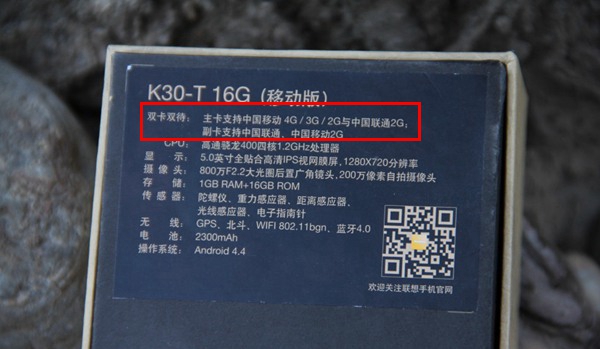 K30-T 16G (移动版)
双卡双待: 主卡支持中国移动 4G / 3G / 2G与中国联通2G;
副卡支持中国联通、中国移动2G
CPU: 高通骁龙400四核1.2GHz处理器
显示: 5.0英寸全贴合高清IPS视网膜屏, 1280X720分辨率
摄像头: 800万F2.2大光圈后置广角镜头, 200万像素自拍摄像头
存储: 1GB RAM+16GB ROM
传感器: 陀螺仪、重力感应器、距离感应器、
光线感应器、电子指南针
无线: GPS、北斗、WIFI 802.11bgn、蓝牙4.0
电池: 2300mAh
操作系统: Android 4.4
欢迎关注联想手机官网